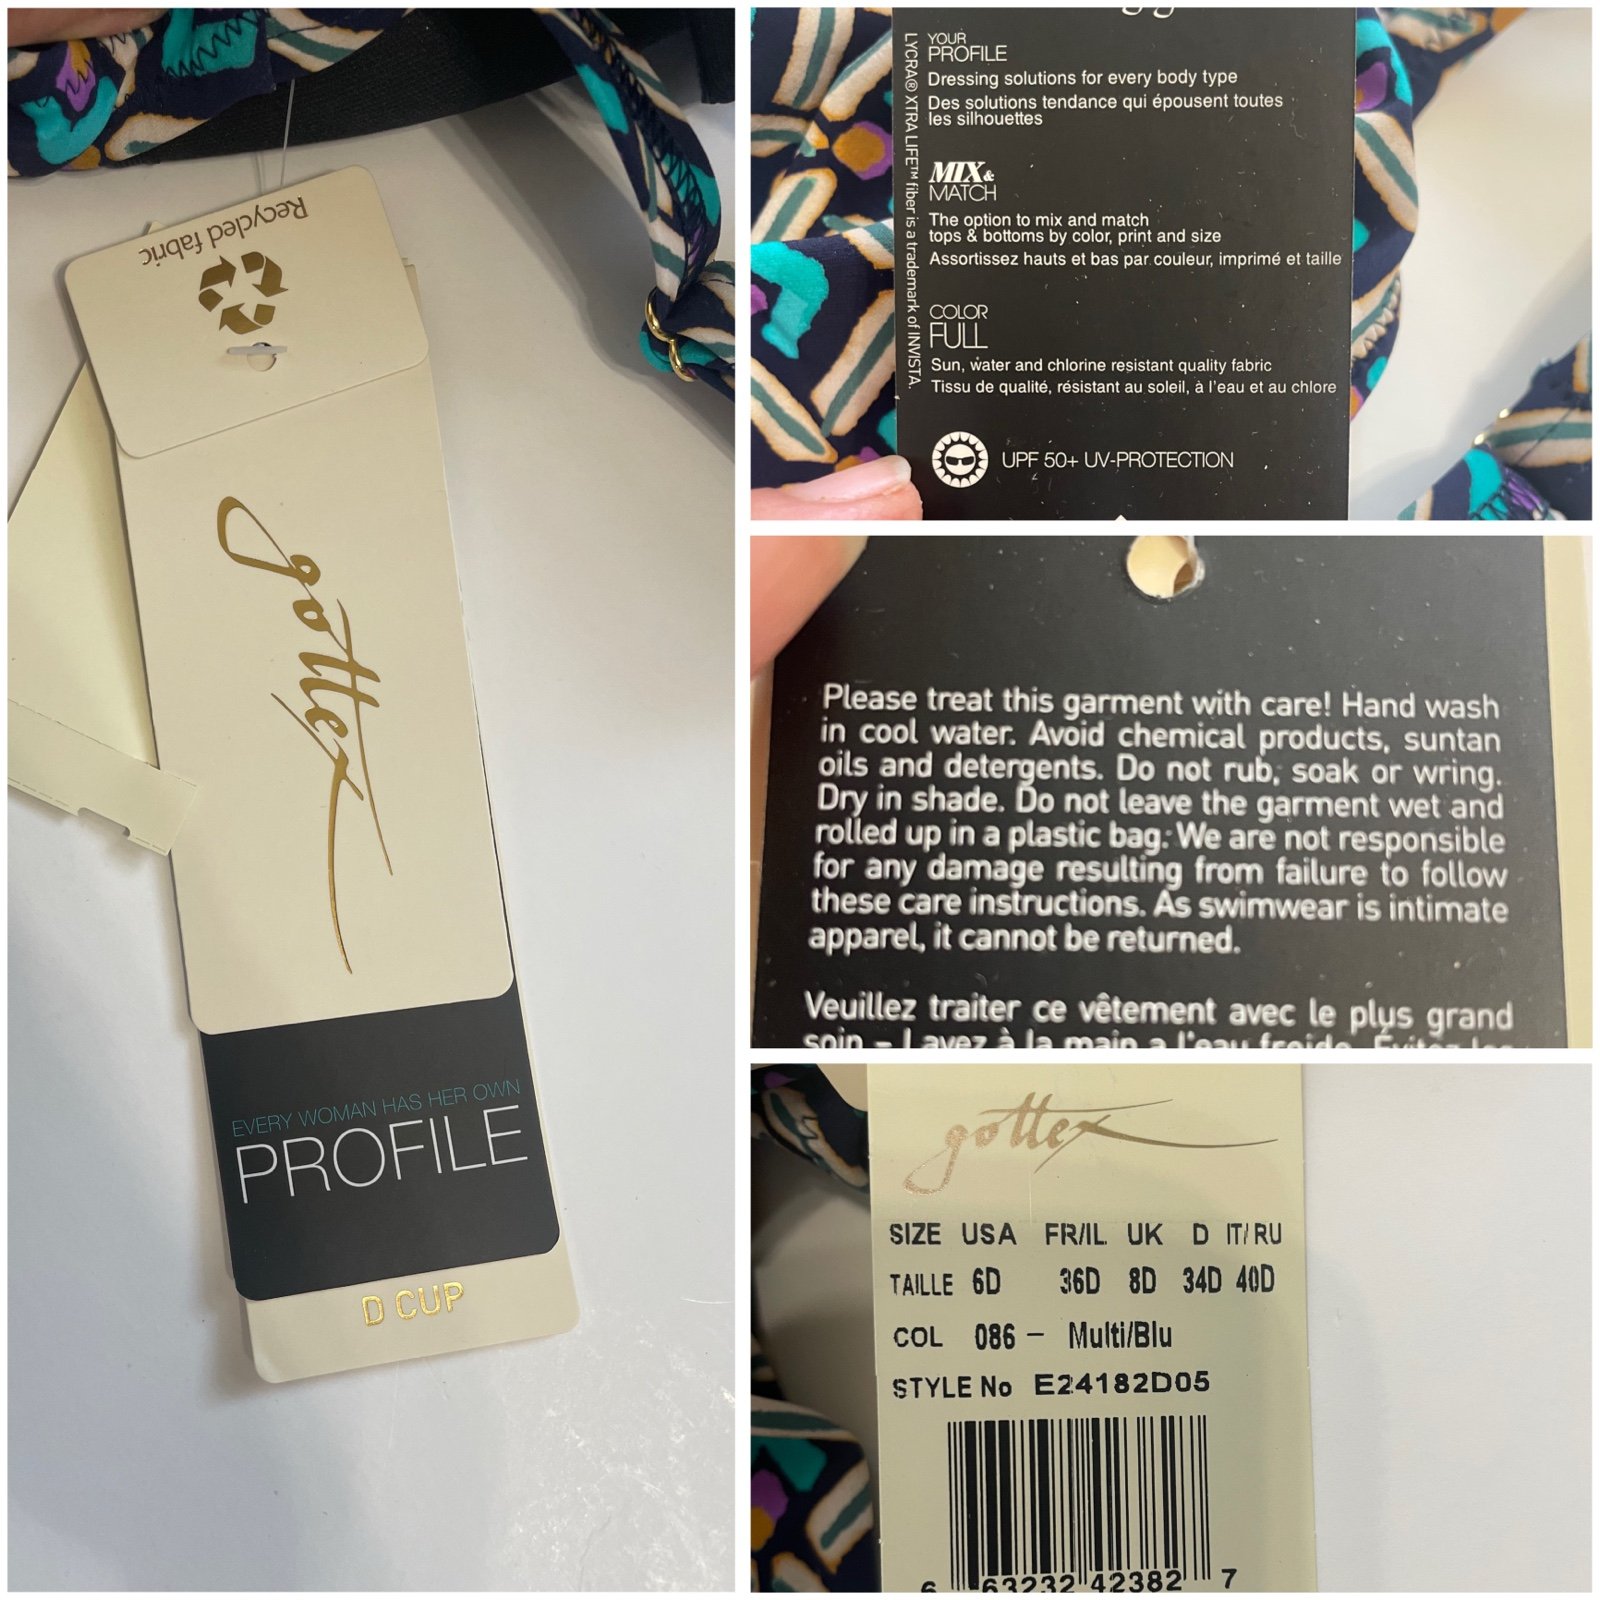 Recycled fabric
gottex
EVERY WOMAN HAS HER OWN
PROFILE
D CUP
YOUR
PROFILE
Dressing solutions for every body type
Des solutions tendance qui épousent toutes
les silhouettes
MIX&
MATCH
The option to mix and match
tops & bottoms by color, print and size
Assortissez hauts et bas par couleur, imprimé et taille
COLOR
FULL
Sun, water and chlorine resistant quality fabric
Tissu de qualité, résistant au soleil, à l'eau et au chlore
UPF 50+ UV-PROTECTION
LYCRA® XTRA LIFE™ fiber is a trademark of INVISTA.
Please treat this garment with care! Hand wash
in cool water. Avoid chemical products, suntan
oils and detergents. Do not rub, soak or wring.
Dry in shade. Do not leave the garment wet and
rolled up in a plastic bag. We are not responsible
for any damage resulting from failure to follow
these care instructions. As swimwear is intimate
apparel, it cannot be returned.
Veuillez traiter ce vêtement avec le plus grand
soin – Lavez à la main a l'eau froide. Évitez les
gottex
SIZE USA FR/IL UK D IT/RU
TAILLE 6D 36D 8D 34D 40D
COL 086 – Multi/Blu
STYLE No E24182D05
6 63232 42382 7